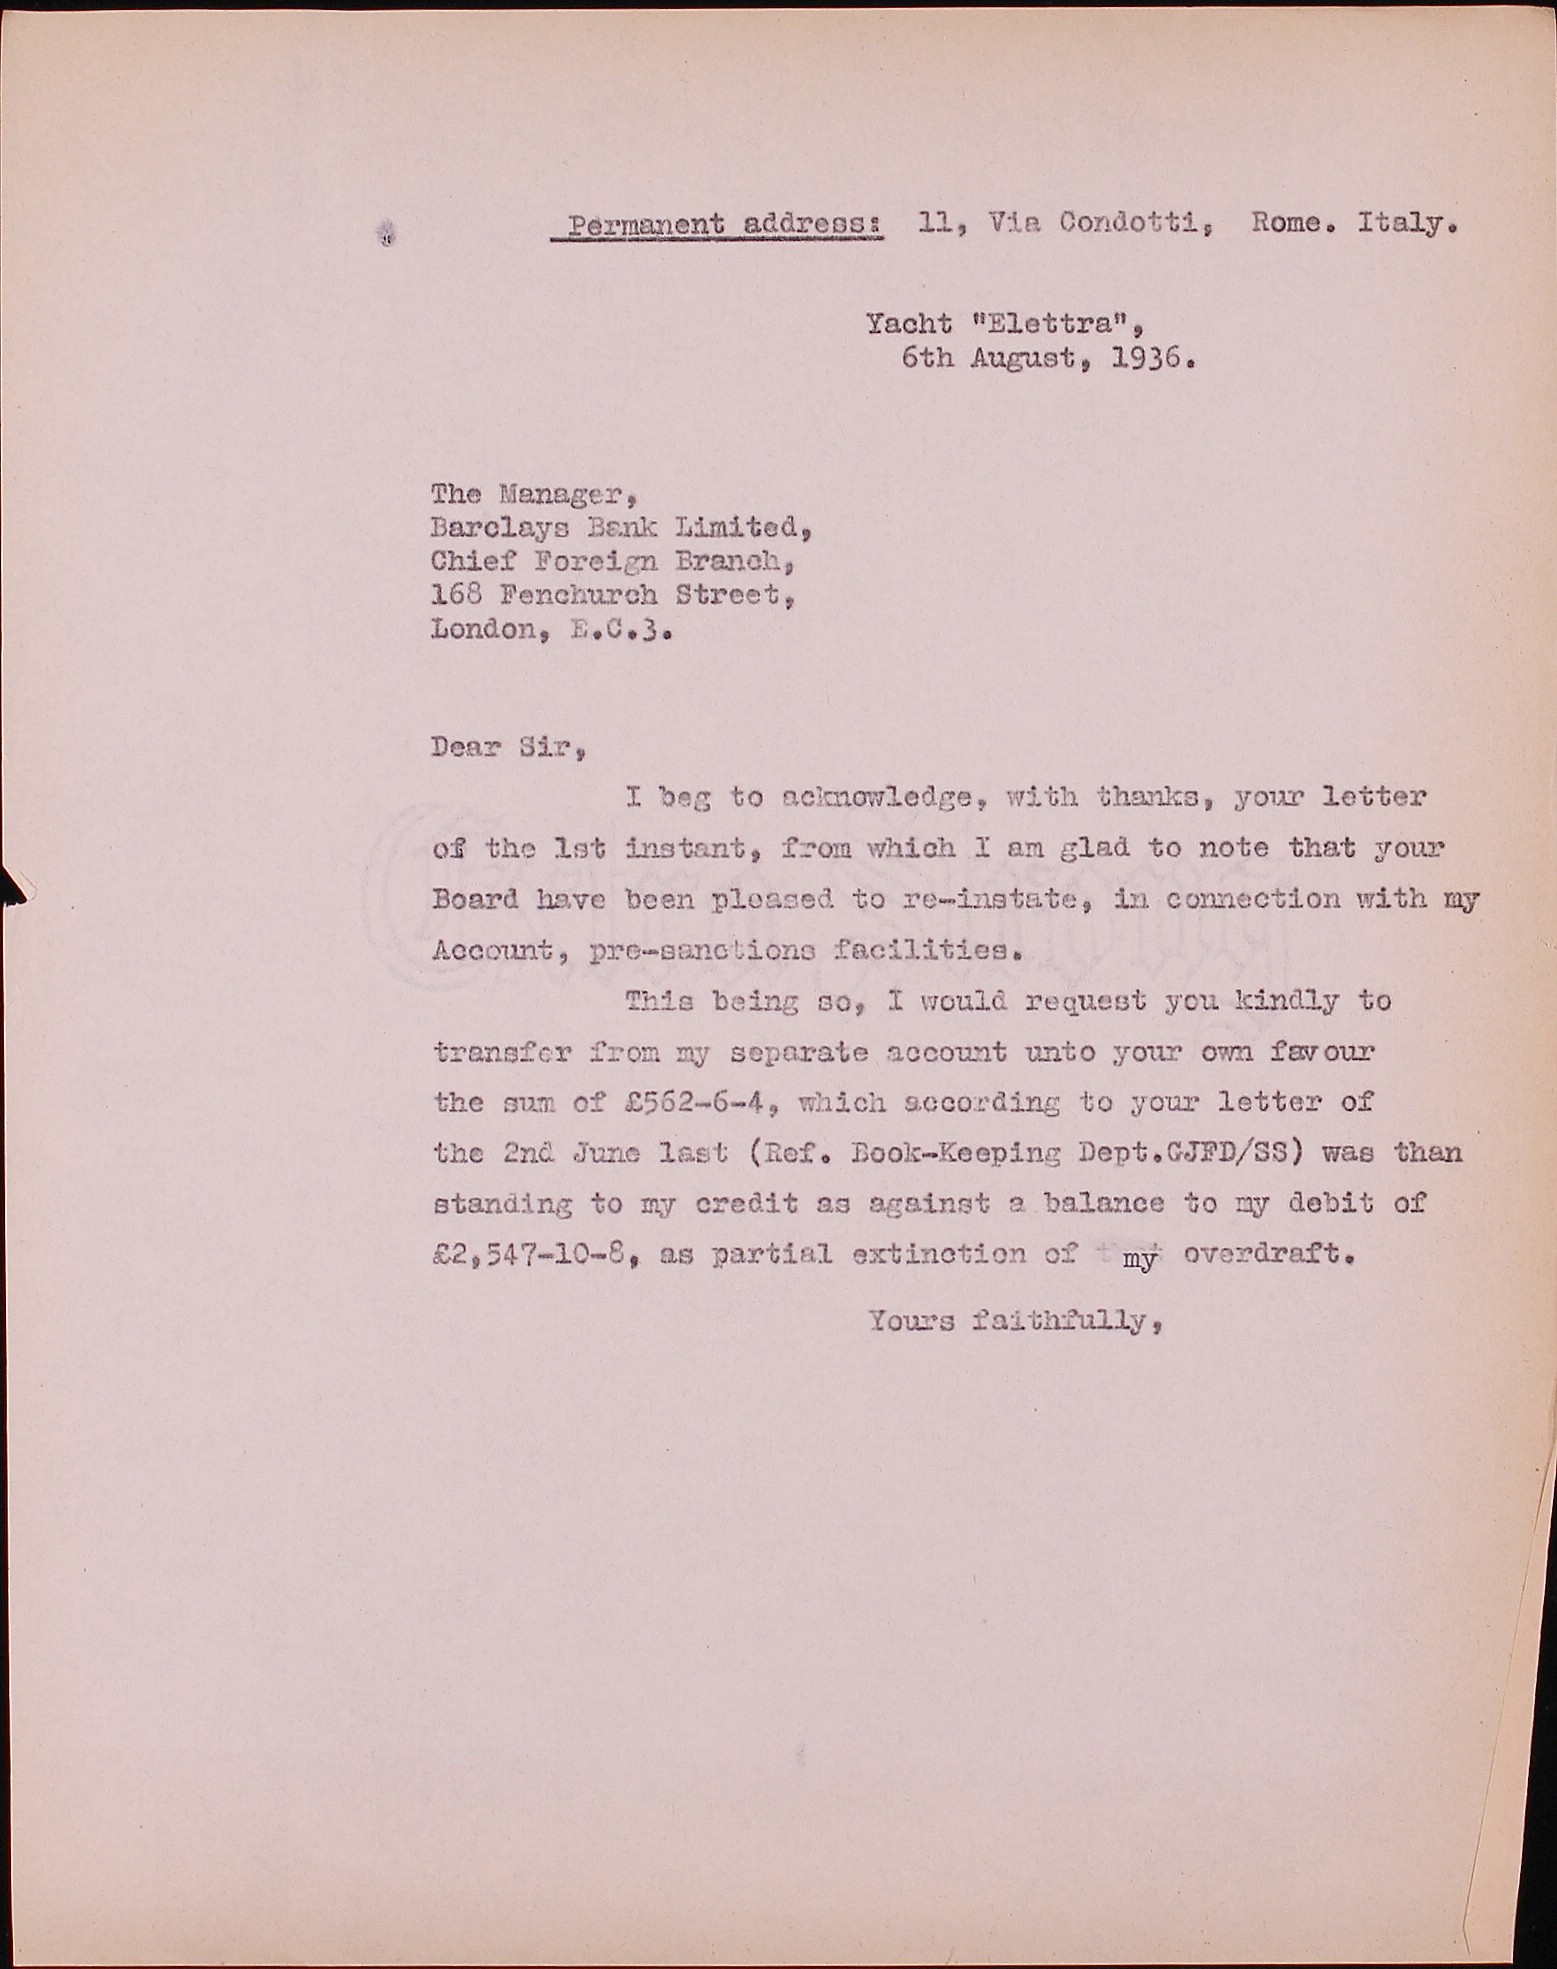 Permanent address: 11, Via Condotti, Rome. Italy.
Yacht "Elettra",
6th August, 1936.
The Manager,
Barclays Bank Limited,
Chief Foreign Branch,
168 Fenchurch Street,
London, E.C.3.
Dear Sir,
I beg to acknowledge, with thanks, your letter
of the 1st instant, from which I am glad to note that your
Board have been pleased to re-instate, in connection with my
Account, pre-sanctions facilities.
This being so, I would request you kindly to
transfer from my separate account unto your own favour
the sum of £562-6-4, which according to your letter of
the 2nd June last (Ref. Book-Keeping Dept.GJFD/SS) was than
standing to my credit as against a balance to my debit of
£2,547-10-8, as partial extinction of my overdraft.
Yours faithfully,